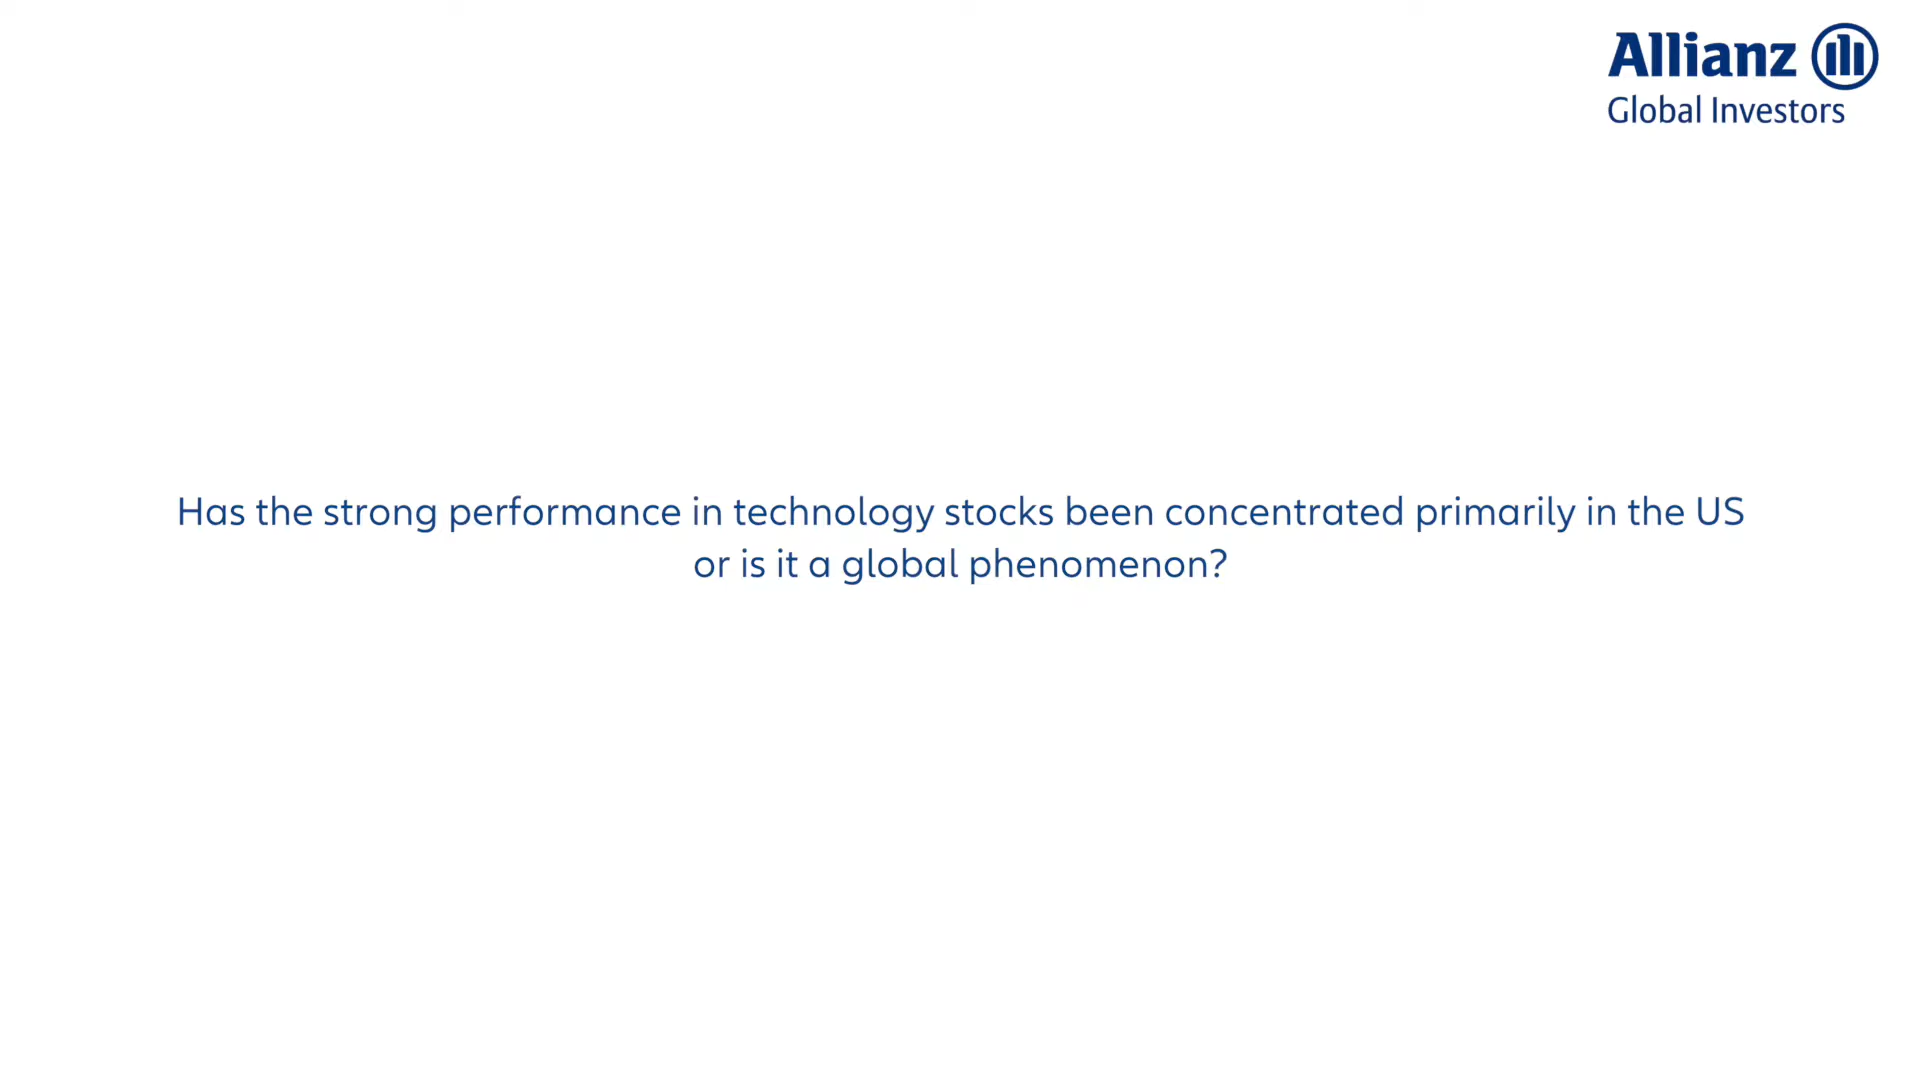 Allianz
Global Investors
Has the strong performance in technology stocks been concentrated primarily in the US
or is it a global phenomenon?